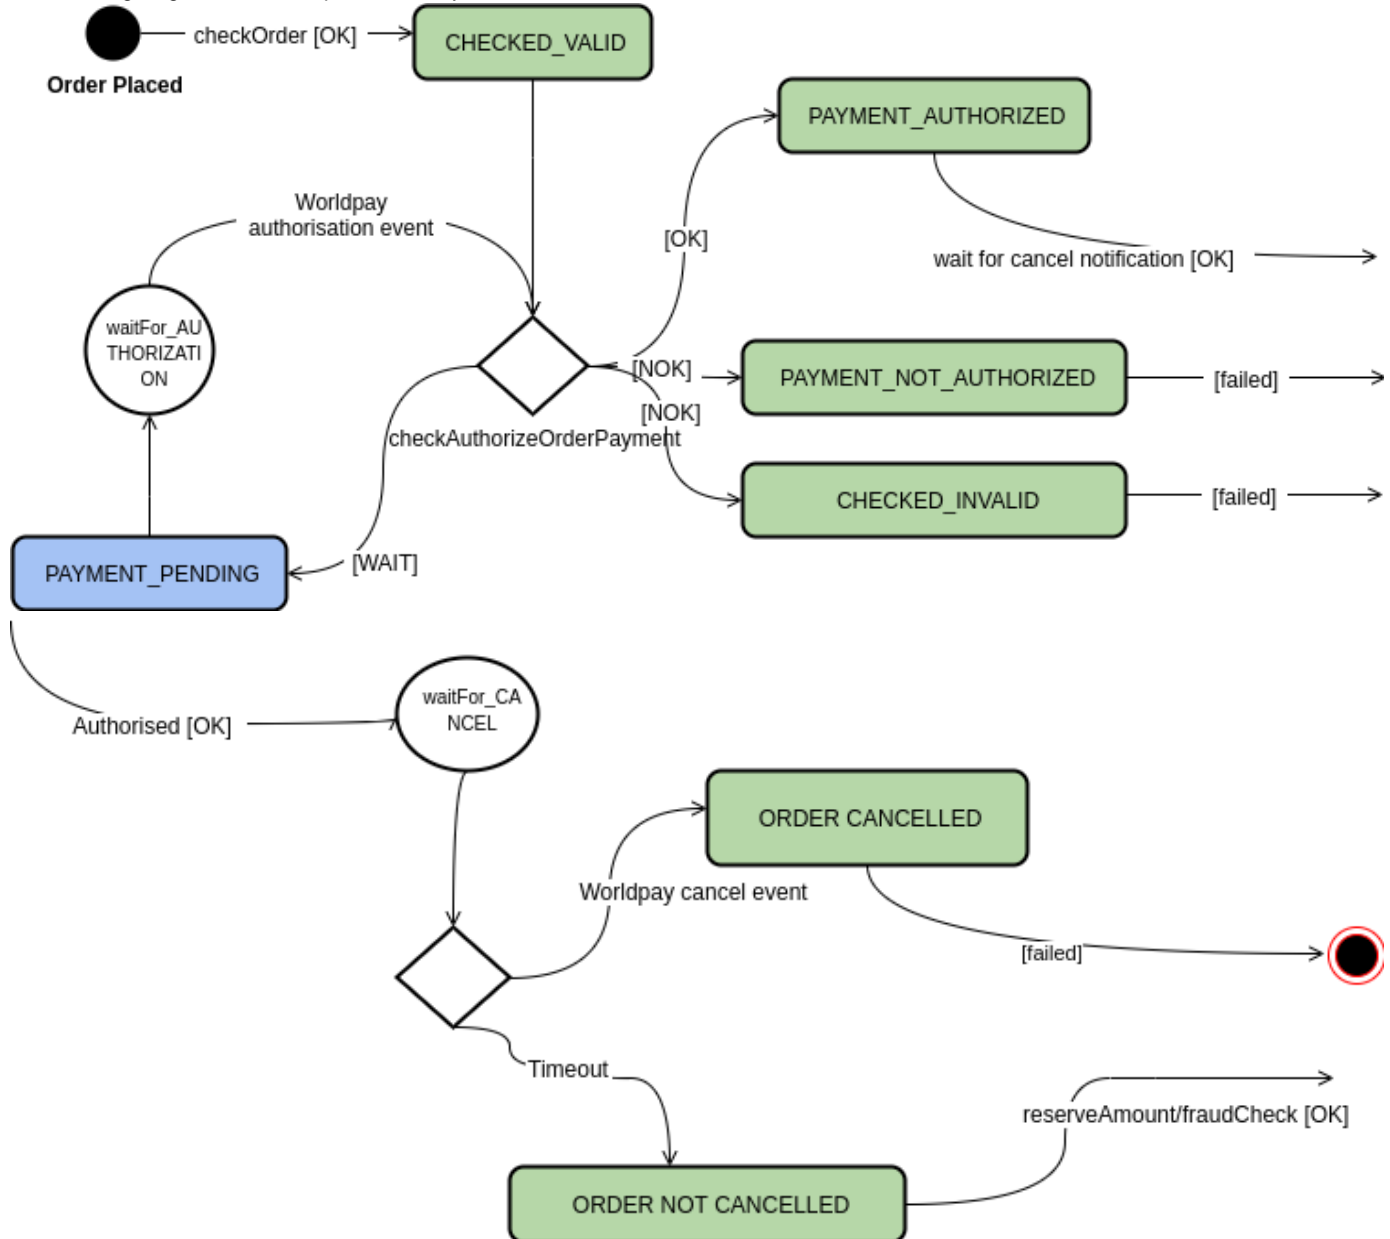 checkOrder [OK]
CHECKED_VALID
Order Placed
PAYMENT_AUTHORIZED
Worldpay
authorisation event
[OK]
wait for cancel notification [OK]
waitFor_AU
THORIZATI
ON
[NOK]
PAYMENT_NOT_AUTHORIZED
[failed]
[NOK]
checkAuthorizeOrderPayment
CHECKED_INVALID
[failed]
[WAIT]
PAYMENT_PENDING
waitFor_CA
NCEL
Authorised [OK]
ORDER CANCELLED
Worldpay cancel event
[failed]
Timeout
reserveAmount/fraudCheck [OK]
ORDER NOT CANCELLED